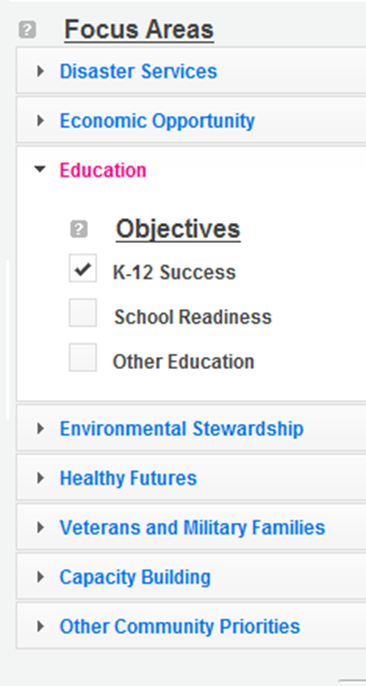 ? Focus Areas
Disaster Services
Economic Opportunity
Education
? Objectives
K-12 Success
School Readiness
Other Education
Environmental Stewardship
Healthy Futures
Veterans and Military Families
Capacity Building
Other Community Priorities